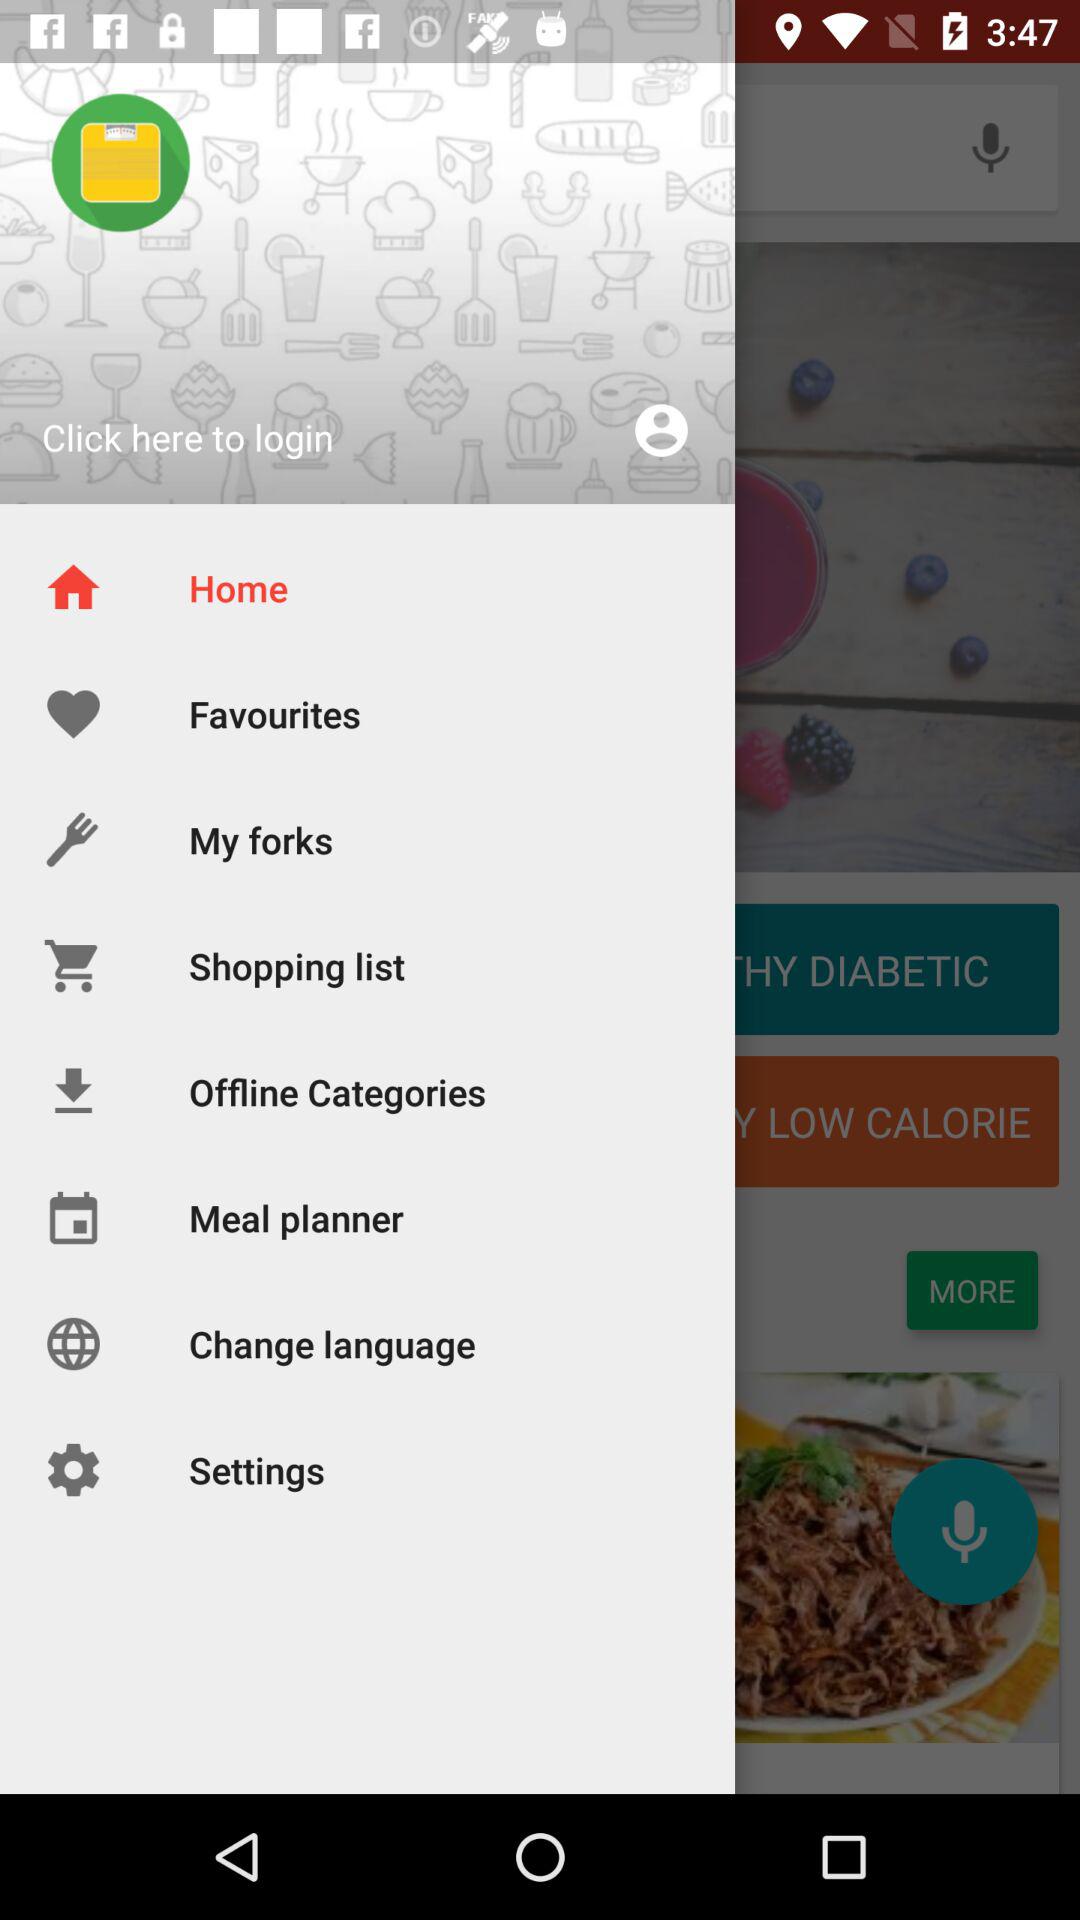 FAKE
3:47
Click here to login
Home
Favourites
My forks
THY DIABETIC
Shopping list
Offline Categories
Y LOW CALORIE
Meal planner
MORE
Change language
Settings